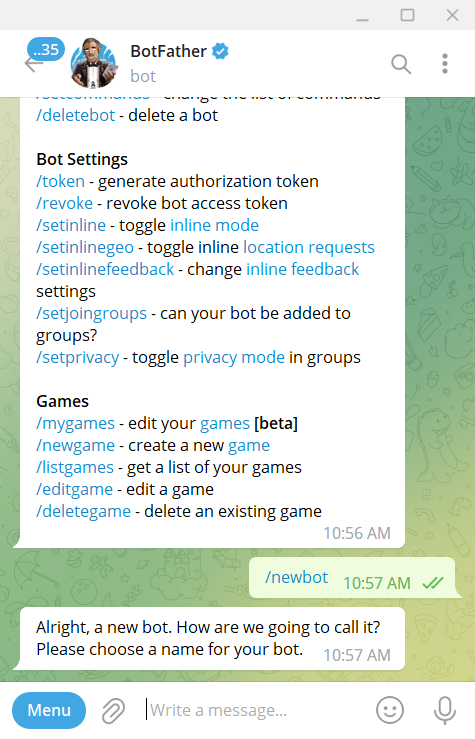 ..35
BotFather
bot
/setcommands - change the list of commands
/deletebot - delete a bot
Bot Settings
/token - generate authorization token
/revoke - revoke bot access token
/setinline - toggle inline mode
/setinlinegeo - toggle inline location requests
/setinlinefeedback - change inline feedback
settings
/setjoingroups - can your bot be added to
groups?
/setprivacy - toggle privacy mode in groups
Games
/mygames - edit your games [beta]
/newgame - create a new game
/listgames - get a list of your games
/editgame - edit a game
/deletegame - delete an existing game
10:56 AM
/newbot 10:57 AM
Alright, a new bot. How are we going to call it?
Please choose a name for your bot. 10:57 AM
Menu Write a message...